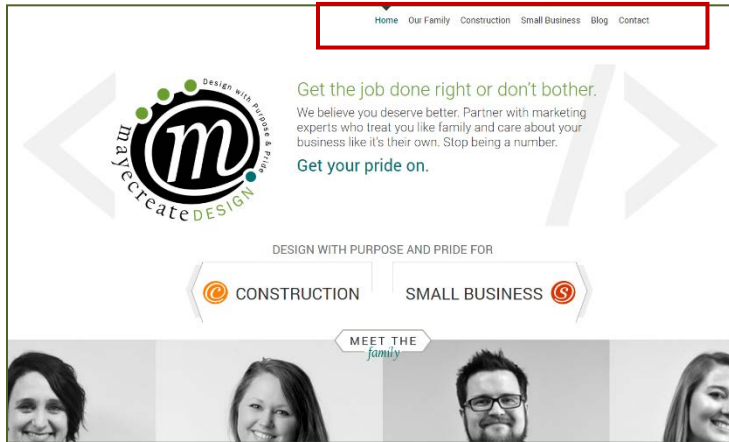 Home Our Family Construction Small Business Blog Contact
Design with Purpose & Pride
m
mayecreate DESIGN
Get the job done right or don't bother.
We believe you deserve better. Partner with marketing
experts who treat you like family and care about your
business like it's their own. Stop being a number.
Get your pride on.
DESIGN WITH PURPOSE AND PRIDE FOR
C CONSTRUCTION
SMALL BUSINESS S
MEET THE
family